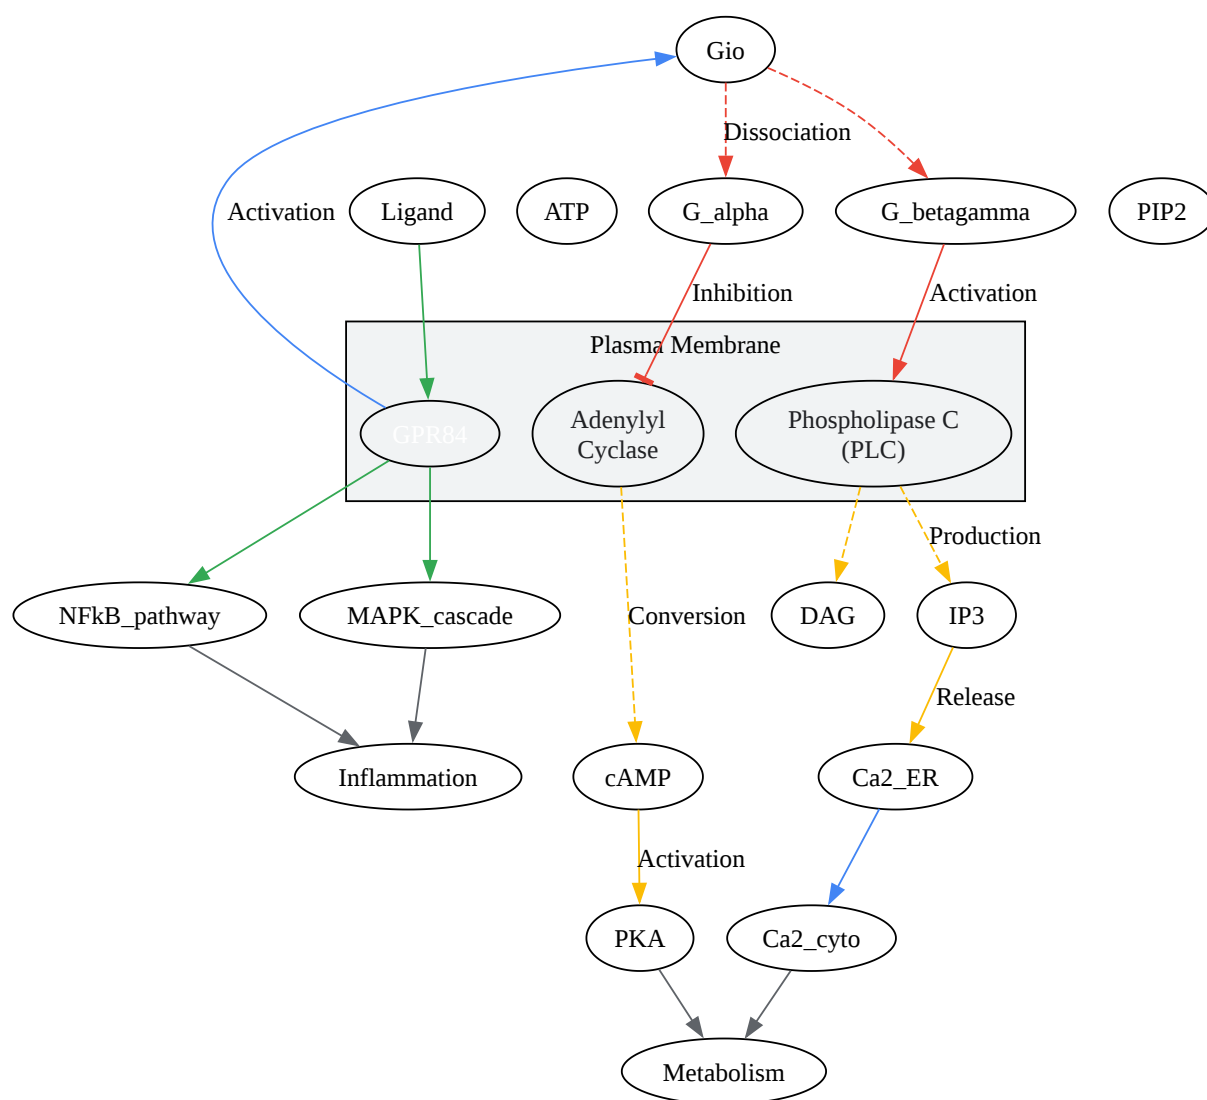 Gio
Dissociation
Activation
Ligand
ATP
G_alpha
G_betagamma
PIP2
Inhibition
Activation
Plasma Membrane
GPR84
Adenylyl
Cyclase
Phospholipase C
(PLC)
Production
NFkB_pathway
MAPK_cascade
Conversion
DAG
IP3
Release
Inflammation
cAMP
Ca2_ER
Activation
PKA
Ca2_cyto
Metabolism